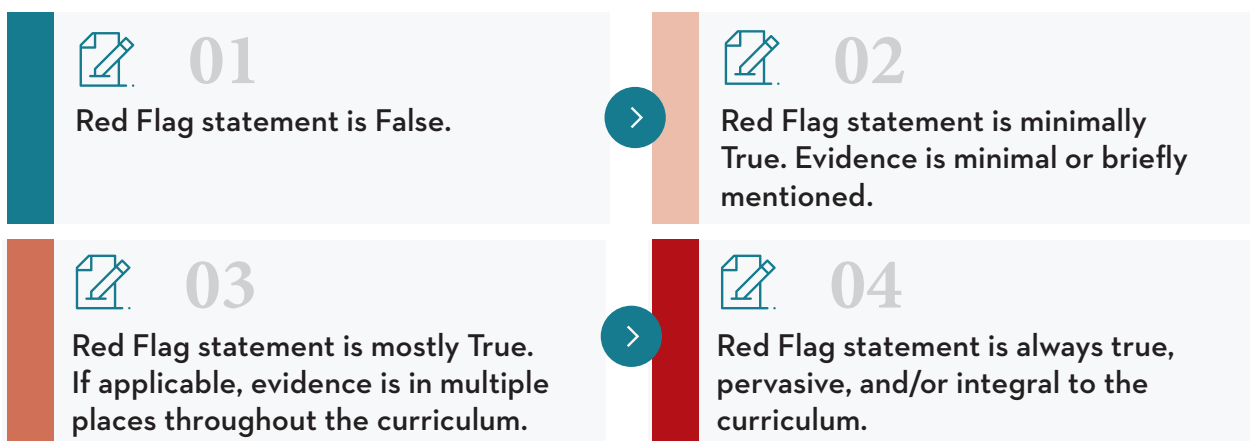 01
Red Flag statement is False.
02
Red Flag statement is minimally
True. Evidence is minimal or briefly
mentioned.
03
Red Flag statement is mostly True.
If applicable, evidence is in multiple
places throughout the curriculum.
04
Red Flag statement is always true,
pervasive, and/or integral to the
curriculum.